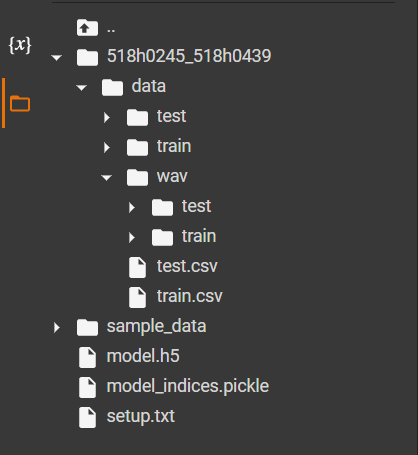 ..
{x}
518h0245_518h0439
data
test
train
wav
test
train
test.csv
train.csv
sample_data
model.h5
model_indices.pickle
setup.txt